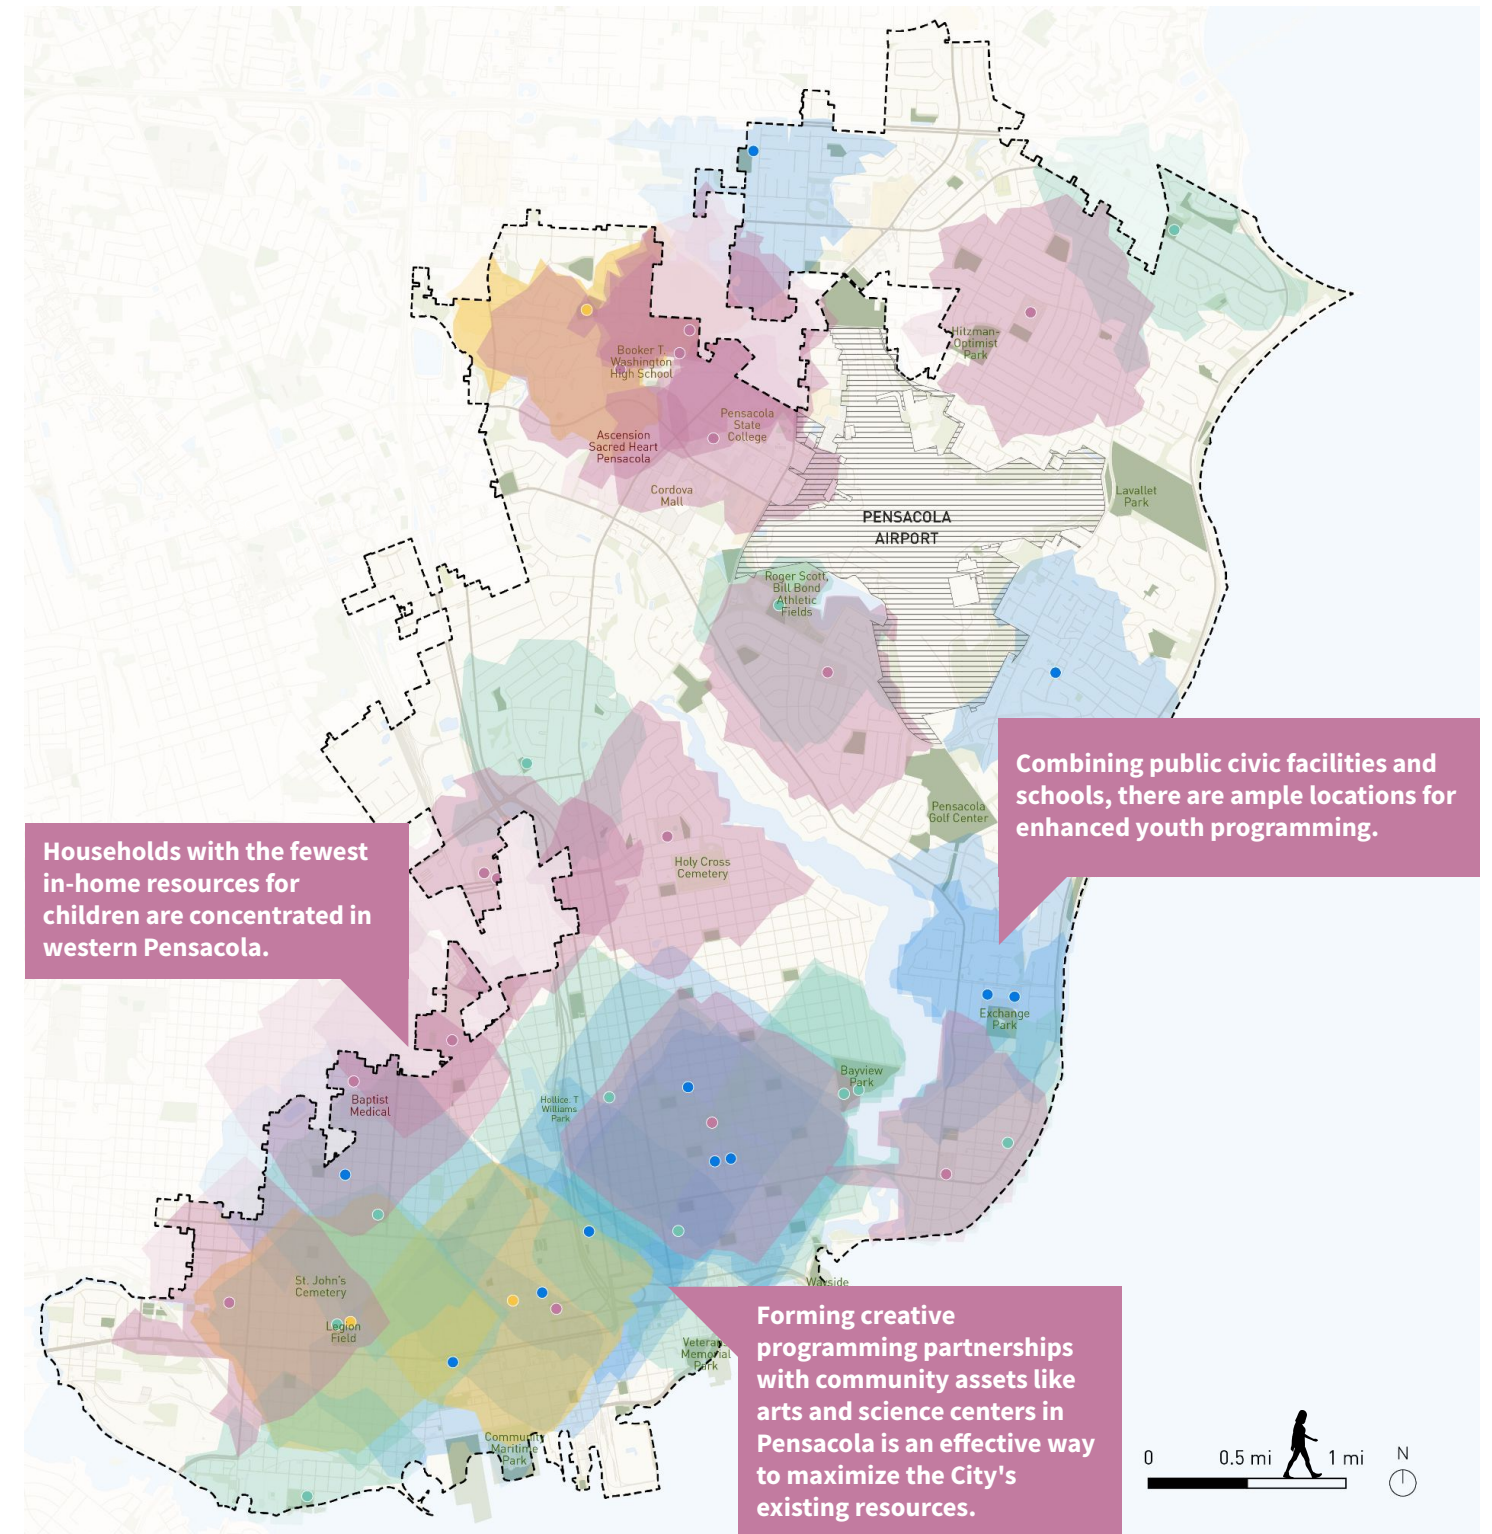 Booker T.
Washington
High School
Hitzman-
Optimist
Park
Pensacola
State
College
Ascension
Sacred Heart
Pensacola
Cordova
Mall
Lavallet
Park
PENSACOLA
AIRPORT
Roger Scott,
Bill Bond
Athletic
Fields
Combining public civic facilities and
schools, there are ample locations for
enhanced youth programming.
Pensacola
Golf Center
Households with the fewest
in-home resources for
children are concentrated in
western Pensacola.
Holy Cross
Cemetery
Exchange
Park
Bayview
Park
Baptist
Medical
Hollice. T
Williams
Park
St. John's
Cemetery
Legion
Field
Wayside
Veterans
Memorial
Park
Forming creative
programming partnerships
with community assets like
arts and science centers in
Pensacola is an effective way
to maximize the City's
existing resources.
Community
Maritime
Park
0 0.5 mi 1 mi
N